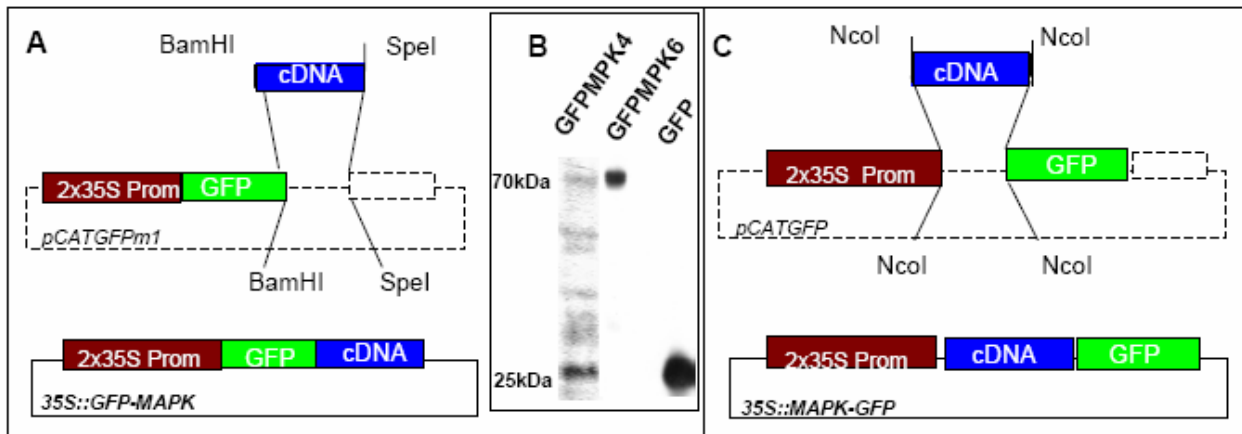 A
BamHI
SpeI
cDNA
2x35S Prom
GFP
pCATGFPm1
BamHI
SpeI
2x35S Prom
GFP
cDNA
35S::GFP-MAPK
B
GFPMPK4
GFPMPK6
GFP
70kDa
25kDa
C
NcoI
NcoI
cDNA
2x35S Prom
GFP
pCATGFP
NcoI
NcoI
2x35S Prom
cDNA
GFP
35S::MAPK-GFP